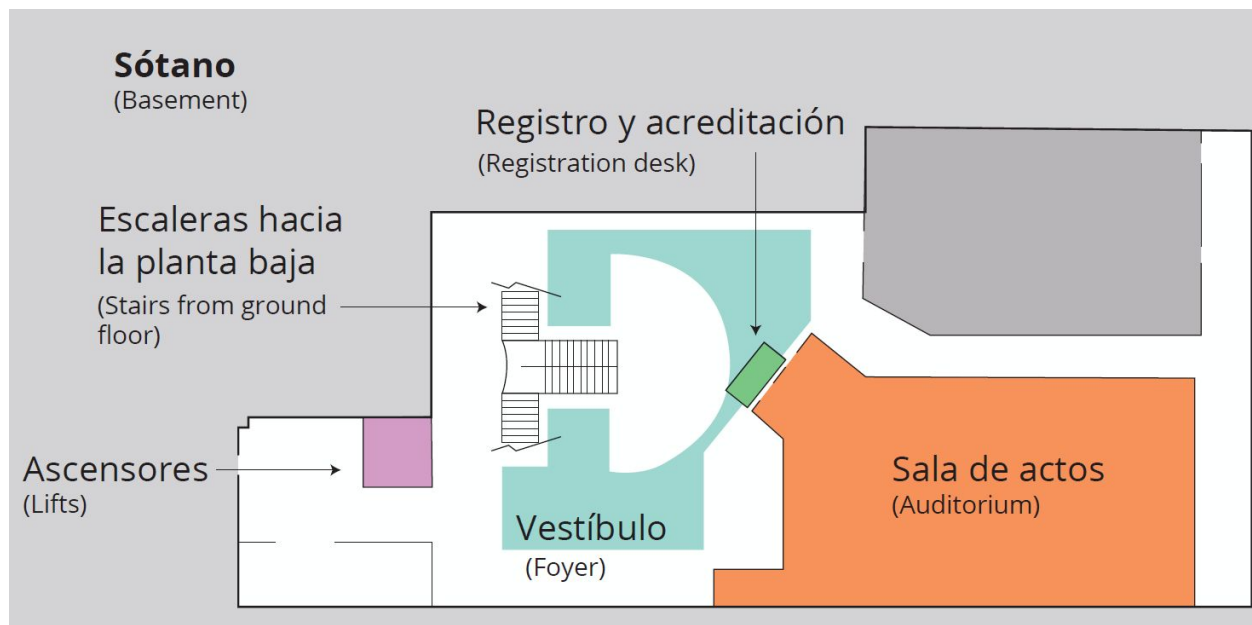 Sótano
(Basement)
Registro y acreditación
(Registration desk)
Escaleras hacia
la planta baja
(Stairs from ground
floor)
Ascensores
(Lifts)
Sala de actos
(Auditorium)
Vestíbulo
(Foyer)